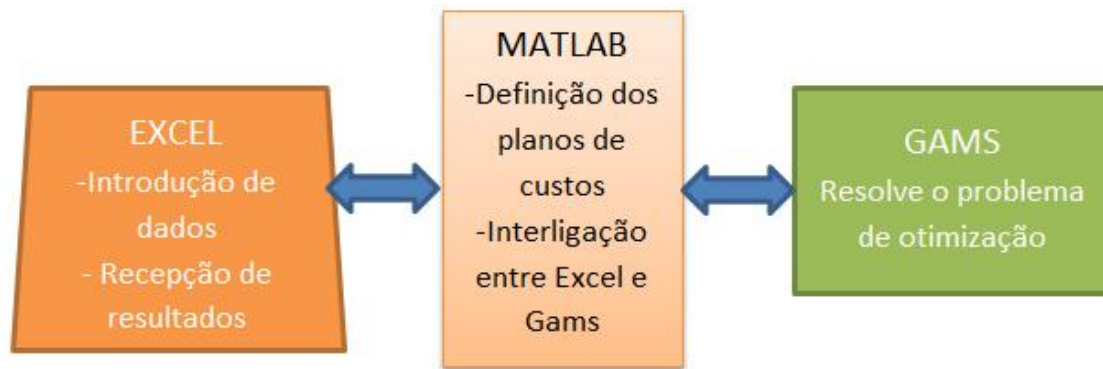 EXCEL
-Introdução de
dados
- Recepção de
resultados
MATLAB
-Definição dos
planos de
custos
-Interligação
entre Excel e
Gams
GAMS
Resolve o problema
de otimização